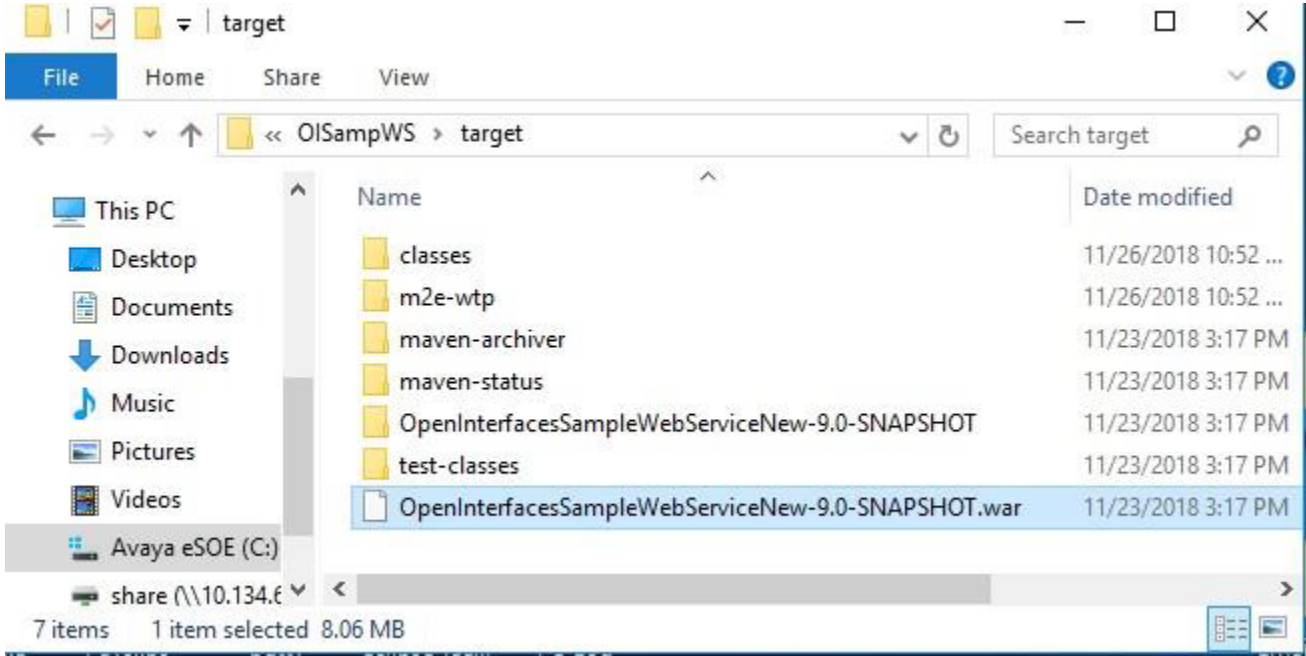 target
File Home Share View
« OISampWS › target
Search target
This PC
Desktop
Documents
Downloads
Music
Pictures
Videos
Avaya eSOE (C:)
share (\\10.134.6
Name Date modified
classes 11/26/2018 10:52 ...
m2e-wtp 11/26/2018 10:52 ...
maven-archiver 11/23/2018 3:17 PM
maven-status 11/23/2018 3:17 PM
OpenInterfacesSampleWebServiceNew-9.0-SNAPSHOT 11/23/2018 3:17 PM
test-classes 11/23/2018 3:17 PM
OpenInterfacesSampleWebServiceNew-9.0-SNAPSHOT.war 11/23/2018 3:17 PM
7 items 1 item selected 8.06 MB